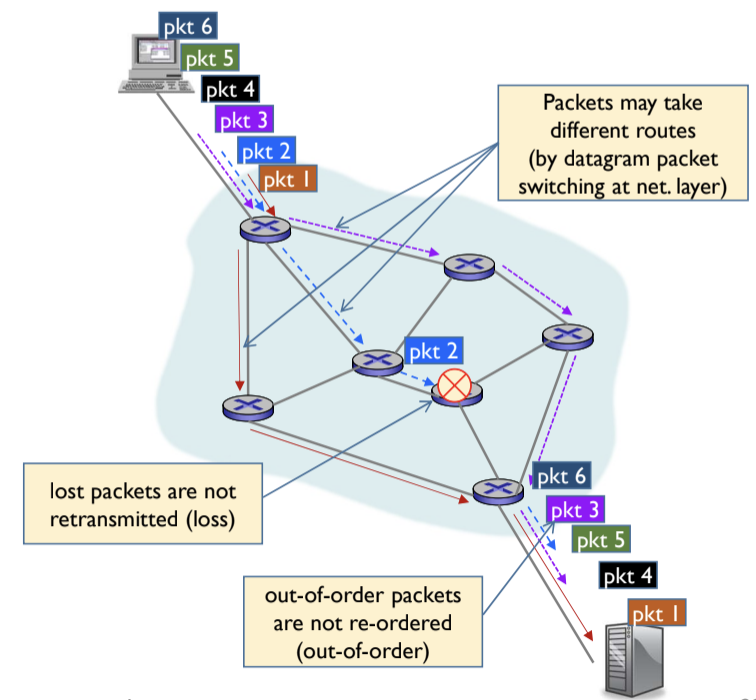 pkt 6
pkt 5
pkt 4
pkt 3
pkt 2
pkt 1
Packets may take
different routes
(by datagram packet
switching at net. layer)
pkt 2
lost packets are not
retransmitted (loss)
pkt 6
pkt 3
pkt 5
pkt 4
pkt 1
out-of-order packets
are not re-ordered
(out-of-order)